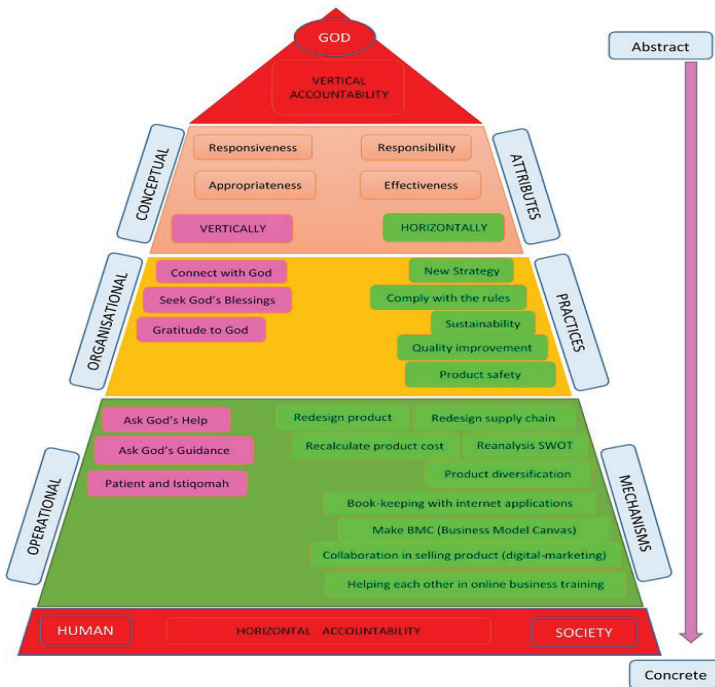 GOD
Abstract
VERTICAL
ACCOUNTABILITY
CONCEPTUAL
Responsiveness
Responsibility
ATTRIBUTES
Appropriateness
Effectiveness
VERTICALLY
HORIZONTALLY
ORGANISATIONAL
Connect with God
New Strategy
PRACTICES
Seek God's Blessings
Comply with the rules
Gratitude to God
Sustainability
Quality improvement
Product safety
OPERATIONAL
Ask God's Help
Redesign product
Redesign supply chain
MECHANISMS
Ask God's Guidance
Recalculate product cost
Reanalysis SWOT
Patient and Istiqomah
Product diversification
Book-keeping with internet applications
Make BMC (Business Model Canvas)
Collaboration in selling product (digital-marketing)
Helping each other in online business training
HUMAN
HORIZONTAL ACCOUNTABILITY
SOCIETY
Concrete